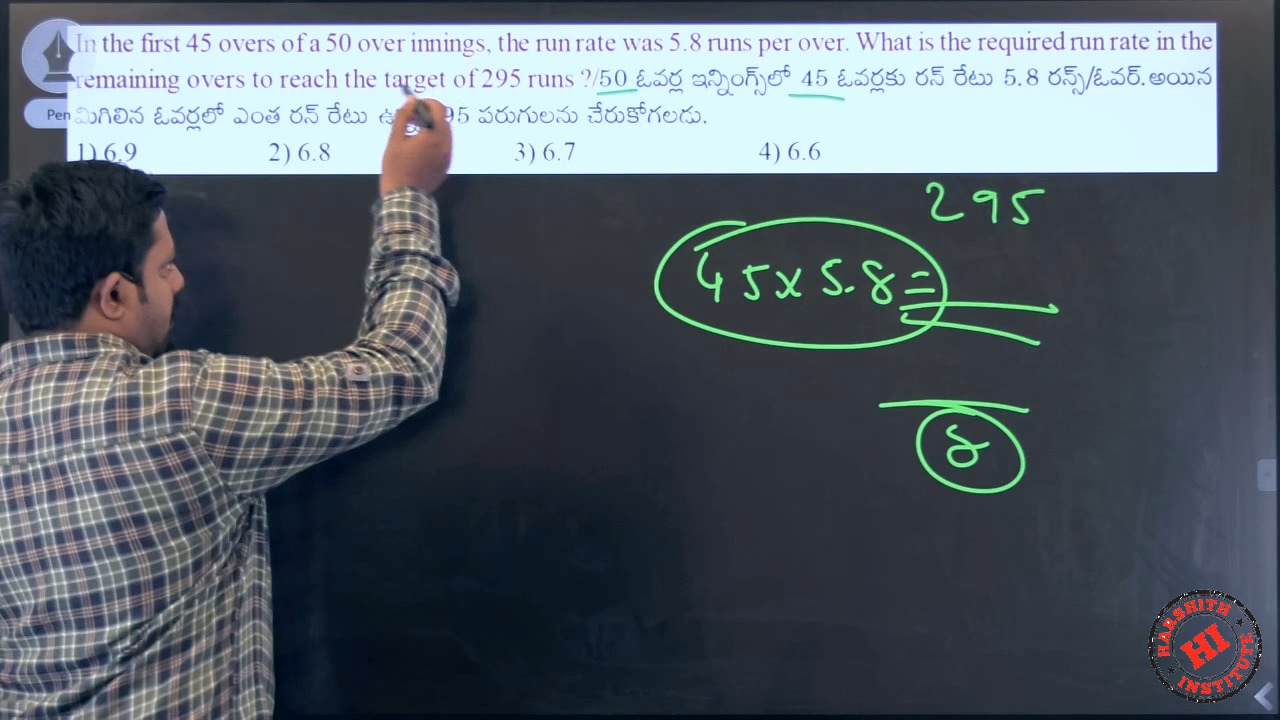 In the first 45 overs of a 50 over innings, the run rate was 5.8 runs per over. What is the required run rate in the
remaining overs to reach the target of 295 runs ?/50 ఓవర్ల ఇన్నింగ్స్‌లో 45 ఓవర్లకు రన్ రేటు 5.8 రన్స్/ఓవర్.అయిన
Pen
మిగిలిన ఓవర్లలో ఎంత రన్ రేటు 95 పరుగులను చేరుకోగలడు.
1) 6.9 2) 6.8 3) 6.7 4) 6.6
295
45x5.8=
8
HARSHITH
HI
INSTITUTE